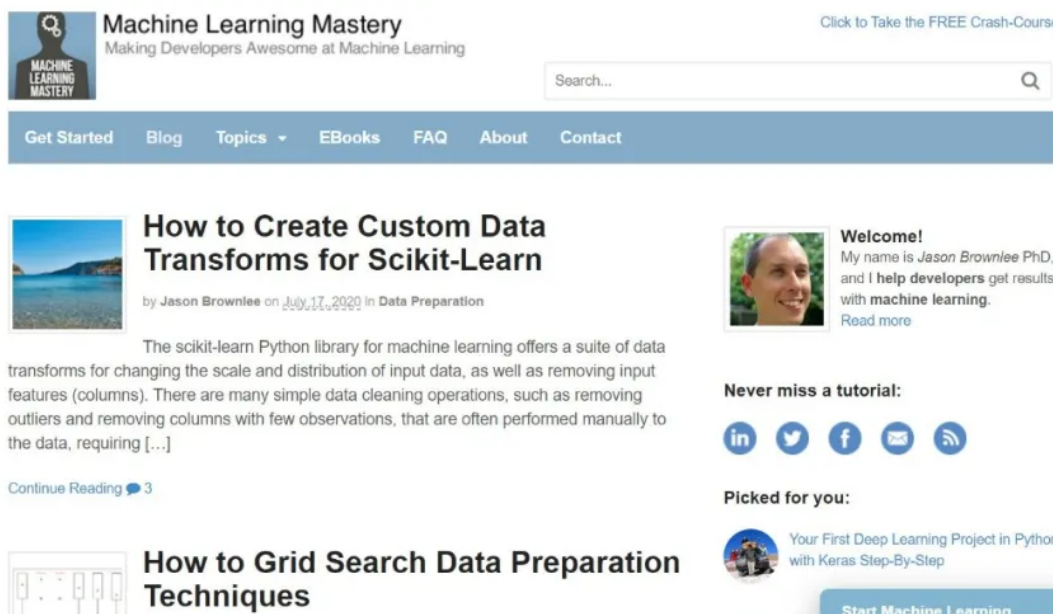 Machine Learning Mastery
Making Developers Awesome at Machine Learning
MACHINE
LEARNING
MASTERY
Click to Take the FREE Crash-Course
Search...
Get Started Blog Topics EBooks FAQ About Contact
How to Create Custom Data
Transforms for Scikit-Learn
by Jason Brownlee on July 17, 2020 in Data Preparation
The scikit-learn Python library for machine learning offers a suite of data
transforms for changing the scale and distribution of input data, as well as removing input
features (columns). There are many simple data cleaning operations, such as removing
outliers and removing columns with few observations, that are often performed manually to
the data, requiring [...]
Continue Reading 3
How to Grid Search Data Preparation
Techniques
Welcome!
My name is Jason Brownlee PhD,
and I help developers get results
with machine learning.
Read more
Never miss a tutorial:
in f
Picked for you:
Your First Deep Learning Project in Python
with Keras Step-By-Step
Start Machine Learning